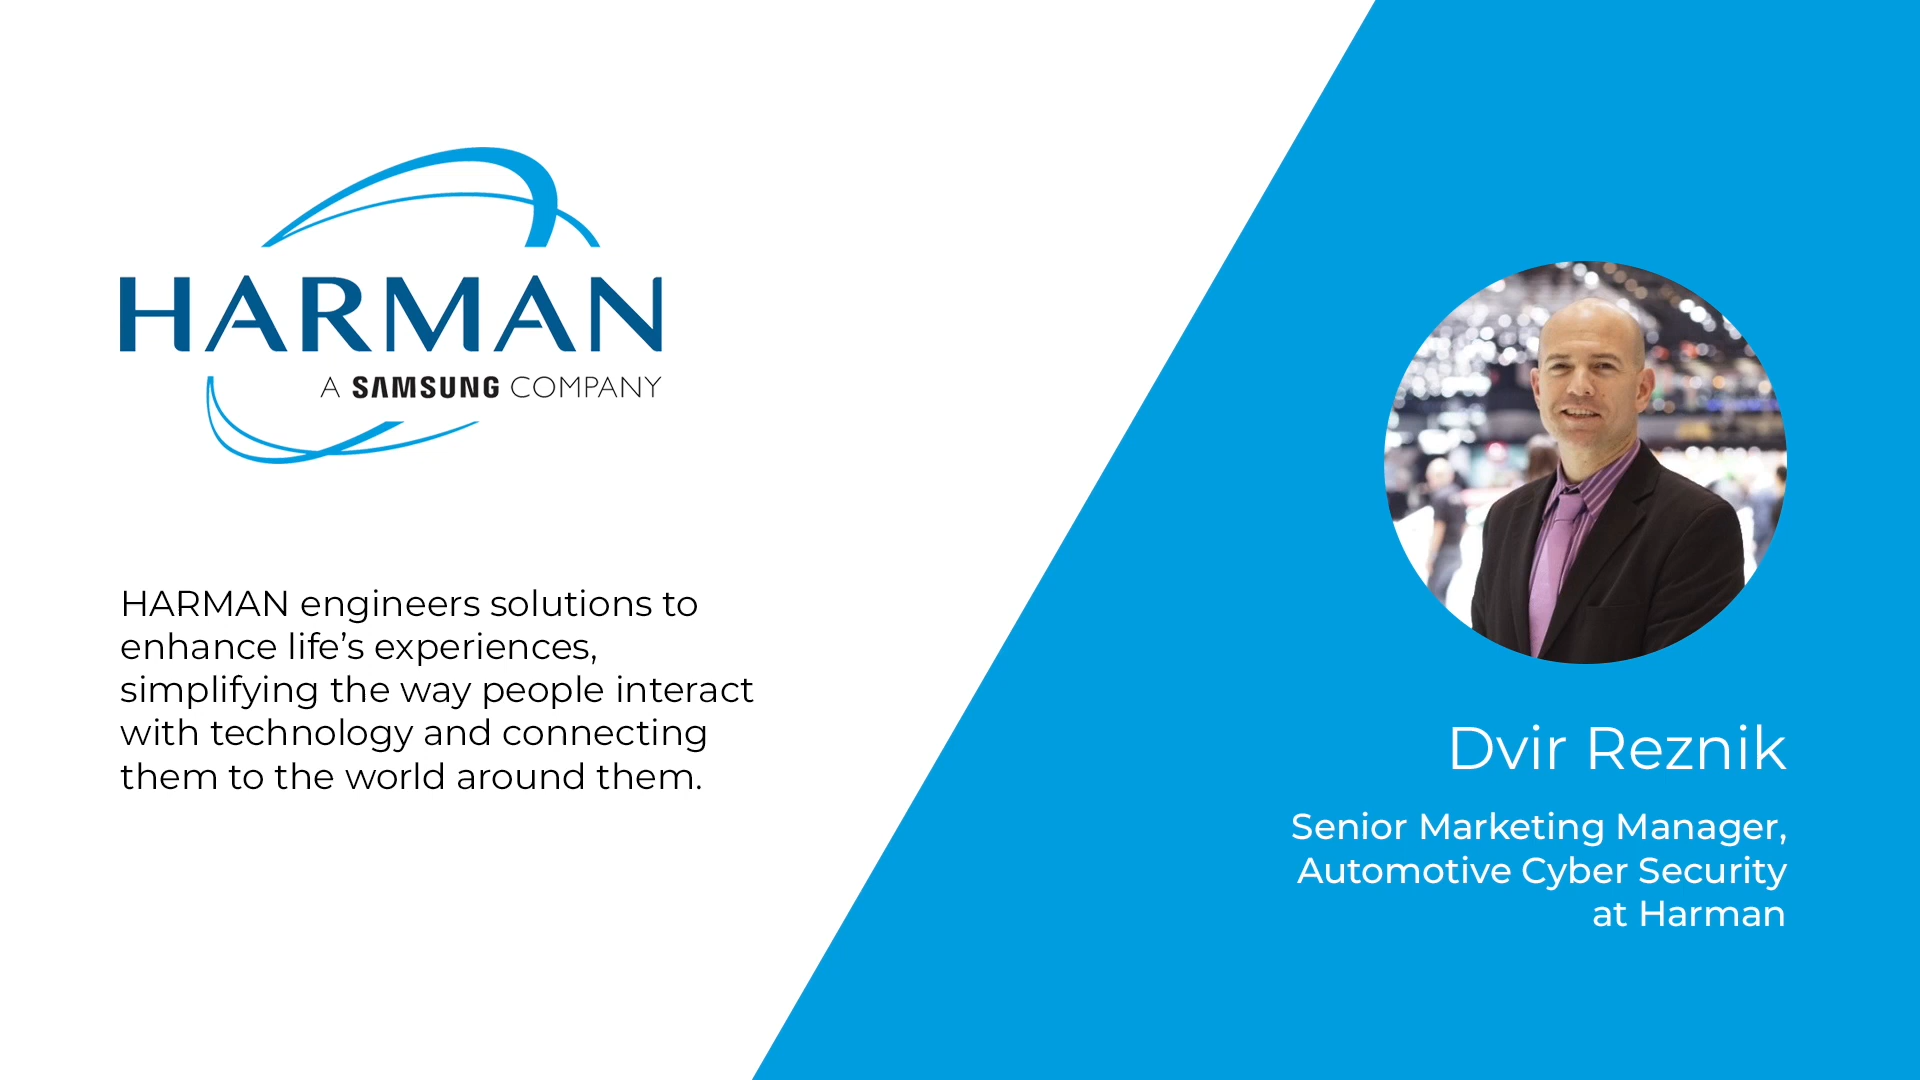 HARMAN
A SAMSUNG COMPANY
HARMAN engineers solutions to
enhance life’s experiences,
simplifying the way people interact
with technology and connecting
them to the world around them.
Dvir Reznik
Senior Marketing Manager,
Automotive Cyber Security
at Harman